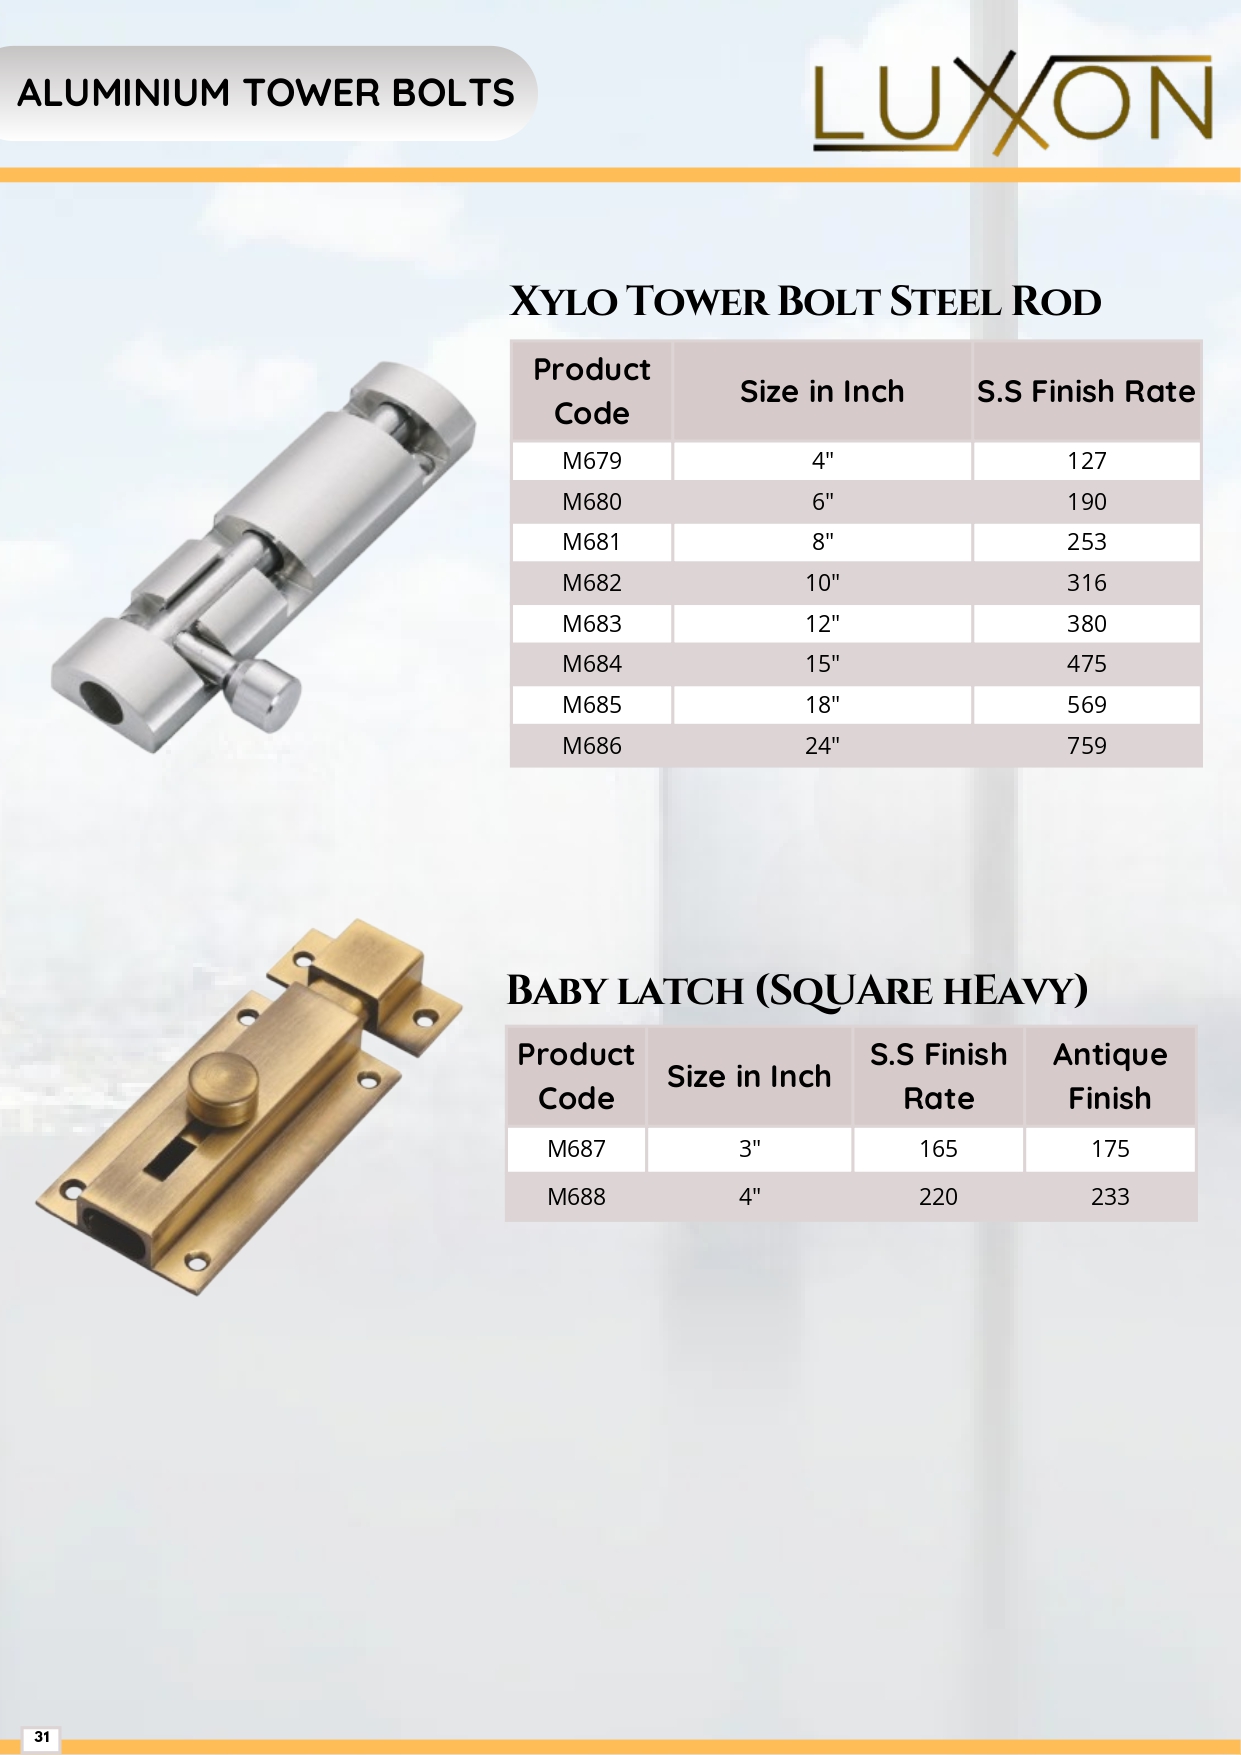 ALUMINIUM TOWER BOLTS
LUXXON
XYLO TOWER BOLT STEEL ROD
Product Code Size in Inch S.S Finish Rate
M679 4" 127
M680 6" 190
M681 8" 253
M682 10" 316
M683 12" 380
M684 15" 475
M685 18" 569
M686 24" 759
BABY LATCH (SQUARE HEAVY)
Product Code Size in Inch S.S Finish Rate Antique Finish
M687 3" 165 175
M688 4" 220 233
31